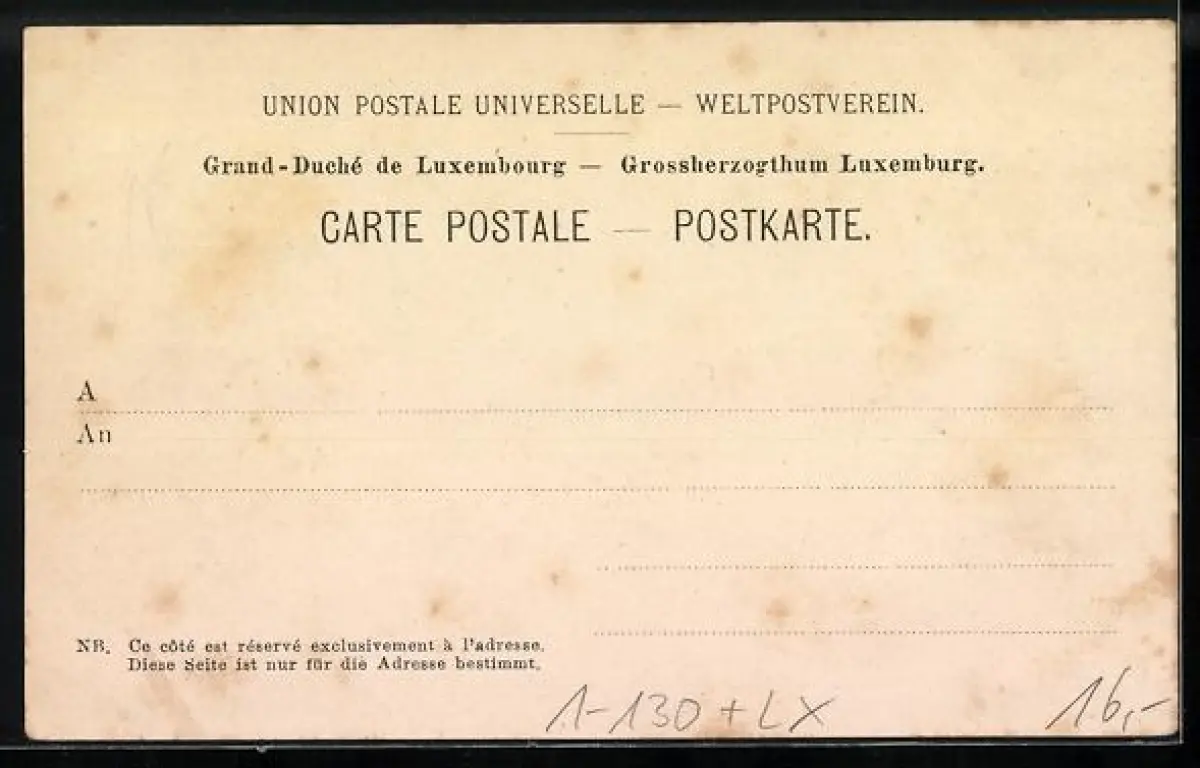 UNION POSTALE UNIVERSELLE — WELTPOSTVEREIN.
Grand-Duché de Luxembourg — Grossherzogthum Luxemburg.
CARTE POSTALE — POSTKARTE.
A
An
NB. Ce côté est réservé exclusivement à l'adresse.
Diese Seite ist nur für die Adresse bestimmt.
1-130 + LX
16,-